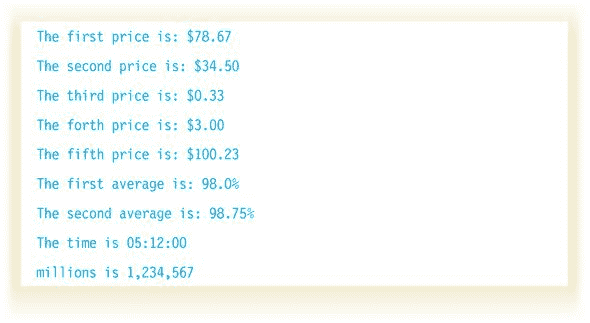 The first price is: $78.67
The second price is: $34.50
The third price is: $0.33
The forth price is: $3.00
The fifth price is: $100.23
The first average is: 98.0%
The second average is: 98.75%
The time is 05:12:00
millions is 1,234,567